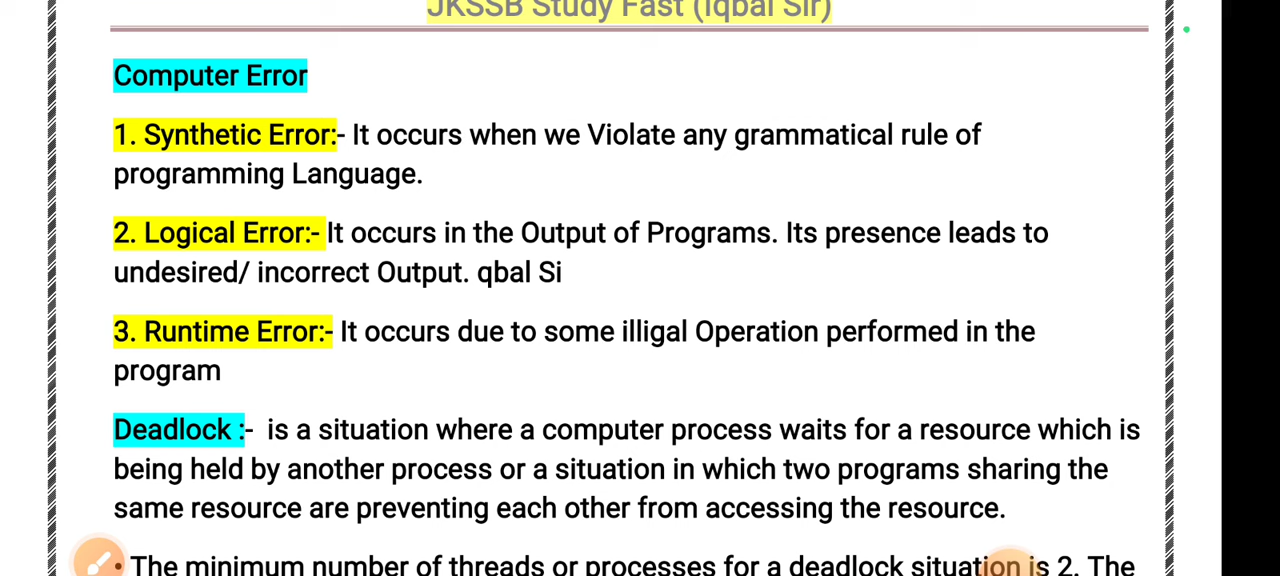 JKSSB Study Fast (Iqbal Sir)
Computer Error
1. Synthetic Error:- It occurs when we Violate any grammatical rule of
programming Language.
2. Logical Error:- It occurs in the Output of Programs. Its presence leads to
undesired/ incorrect Output. qbal Si
3. Runtime Error:- It occurs due to some illigal Operation performed in the
program
Deadlock :- is a situation where a computer process waits for a resource which is
being held by another process or a situation in which two programs sharing the
same resource are preventing each other from accessing the resource.
• The minimum number of threads or processes for a deadlock situation is 2. The